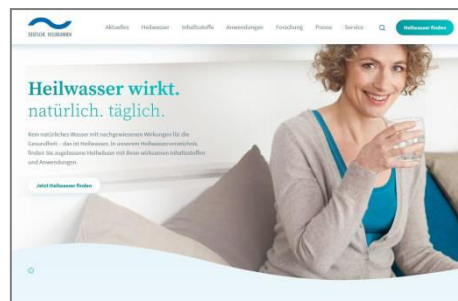 DEUTSCHE HEILBRUNNEN
Aktuelles Heilwasser Inhaltsstoffe Anwendungen Forschung Presse Service Heilwasser finden
Heilwasser wirkt.
natürlich. täglich.
Rein natürliches Wasser mit nachgewiesenen Wirkungen für die
Gesundheit – das ist Heilwasser. In unserem Heilwasserverzeichnis
finden Sie zugelassene Heilwässer mit ihren wirksamen Inhaltsstoffen
und Anwendungen.
Jetzt Heilwasser finden